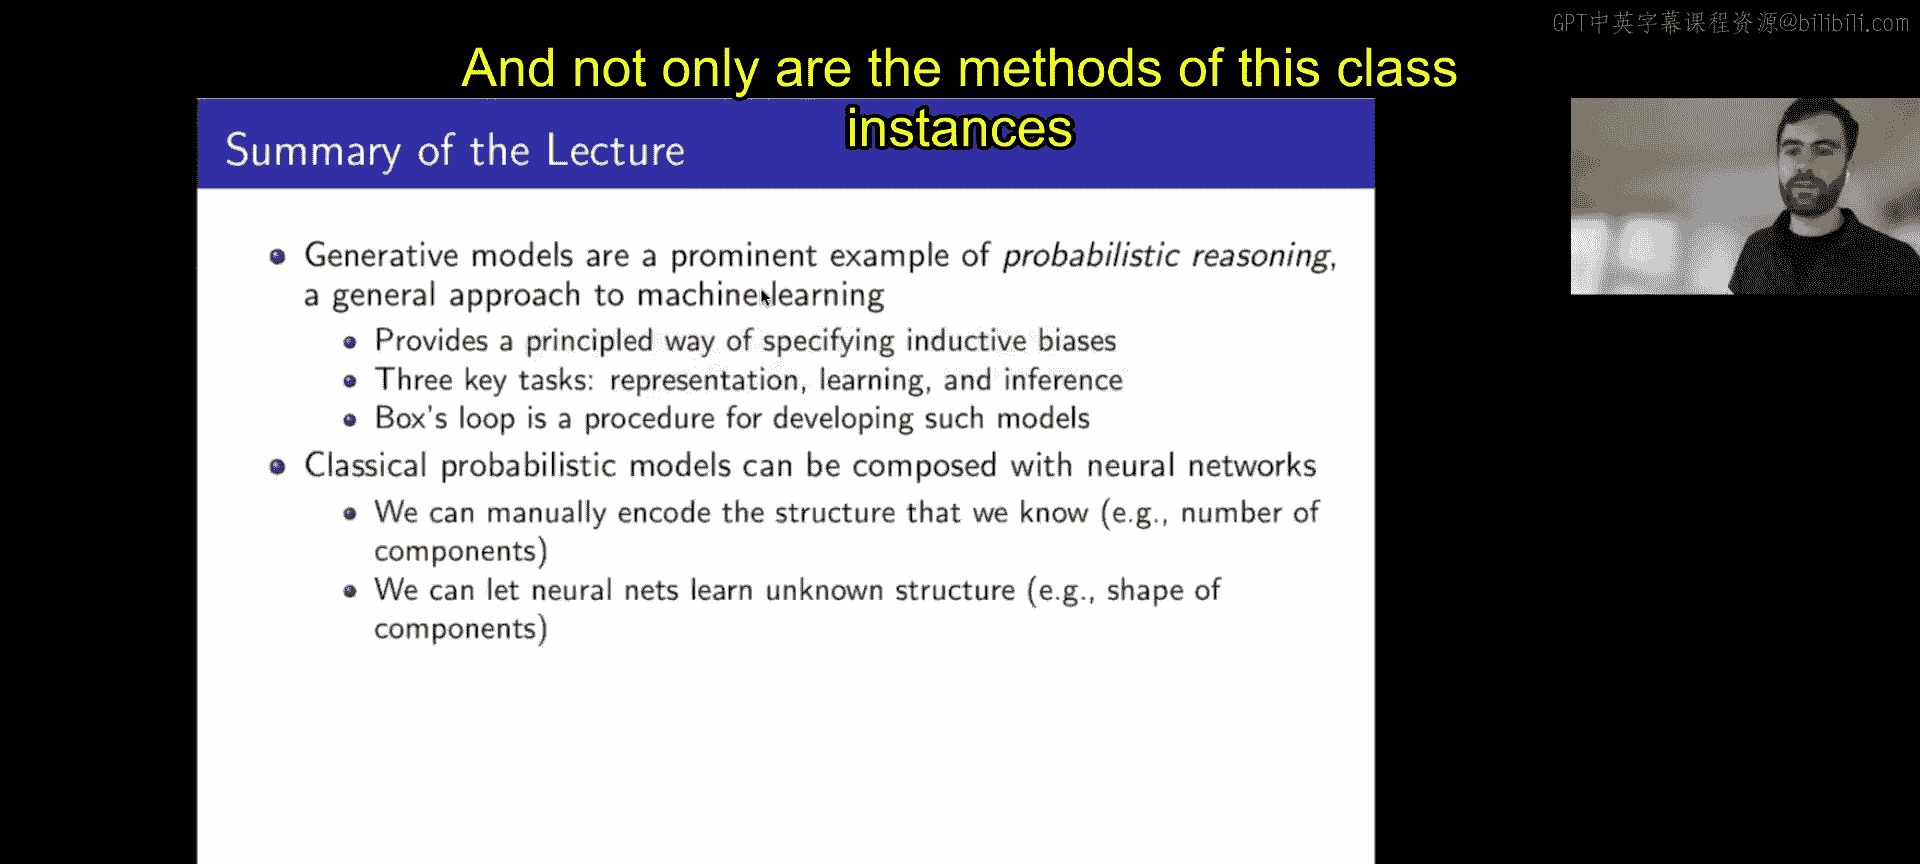 GPT中英字幕课程资源@bilibili.com
And not only are the methods of this class
instances
Summary of the Lecture
Generative models are a prominent example of probabilistic reasoning,
a general approach to machine learning
Provides a principled way of specifying inductive biases
Three key tasks: representation, learning, and inference
Box's loop is a procedure for developing such models
Classical probabilistic models can be composed with neural networks
We can manually encode the structure that we know (e.g., number of
components)
We can let neural nets learn unknown structure (e.g., shape of
components)